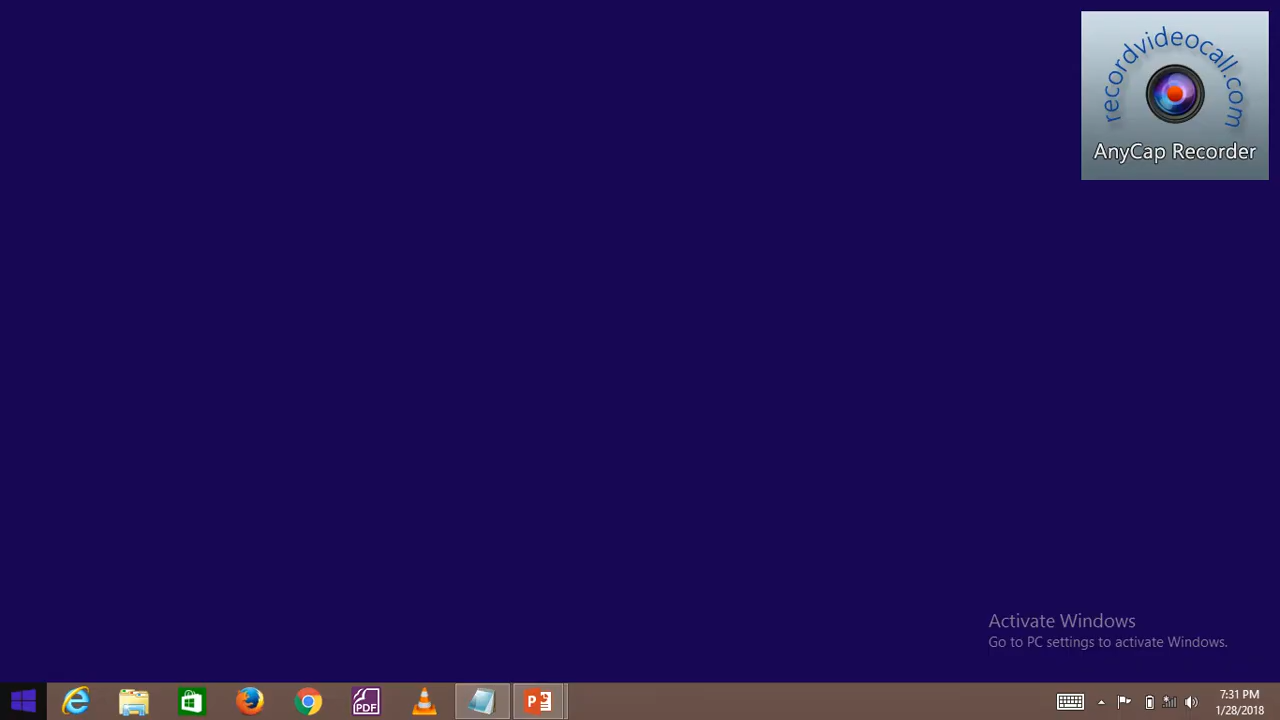 recordvideocall.com
AnyCap Recorder
Activate Windows
Go to PC settings to activate Windows.
PDF
P
7:31 PM
1/28/2018